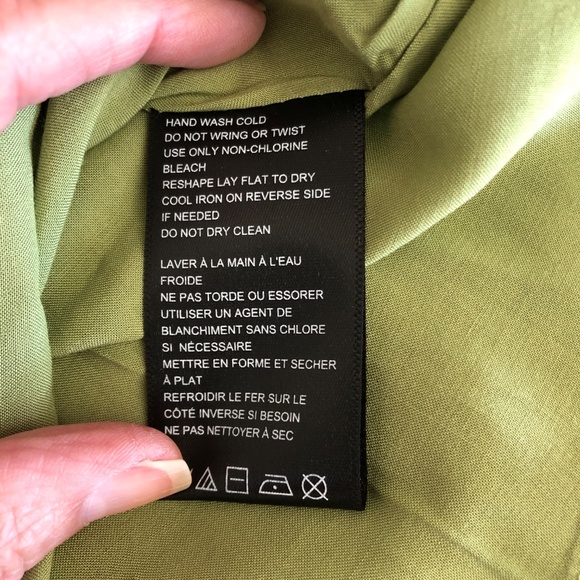 HAND WASH COLD
DO NOT WRING OR TWIST
USE ONLY NON-CHLORINE
BLEACH
RESHAPE LAY FLAT TO DRY
COOL IRON ON REVERSE SIDE
IF NEEDED
DO NOT DRY CLEAN
LAVER À LA MAIN À L'EAU
FROIDE
NE PAS TORDE OU ESSORER
UTILISER UN AGENT DE
BLANCHIMENT SANS CHLORE
SI NÉCESSAIRE
METTRE EN FORME ET SECHER
À PLAT
REFROIDIR LE FER SUR LE
CÔTÉ INVERSE SI BESOIN
NE PAS NETTOYER À SEC